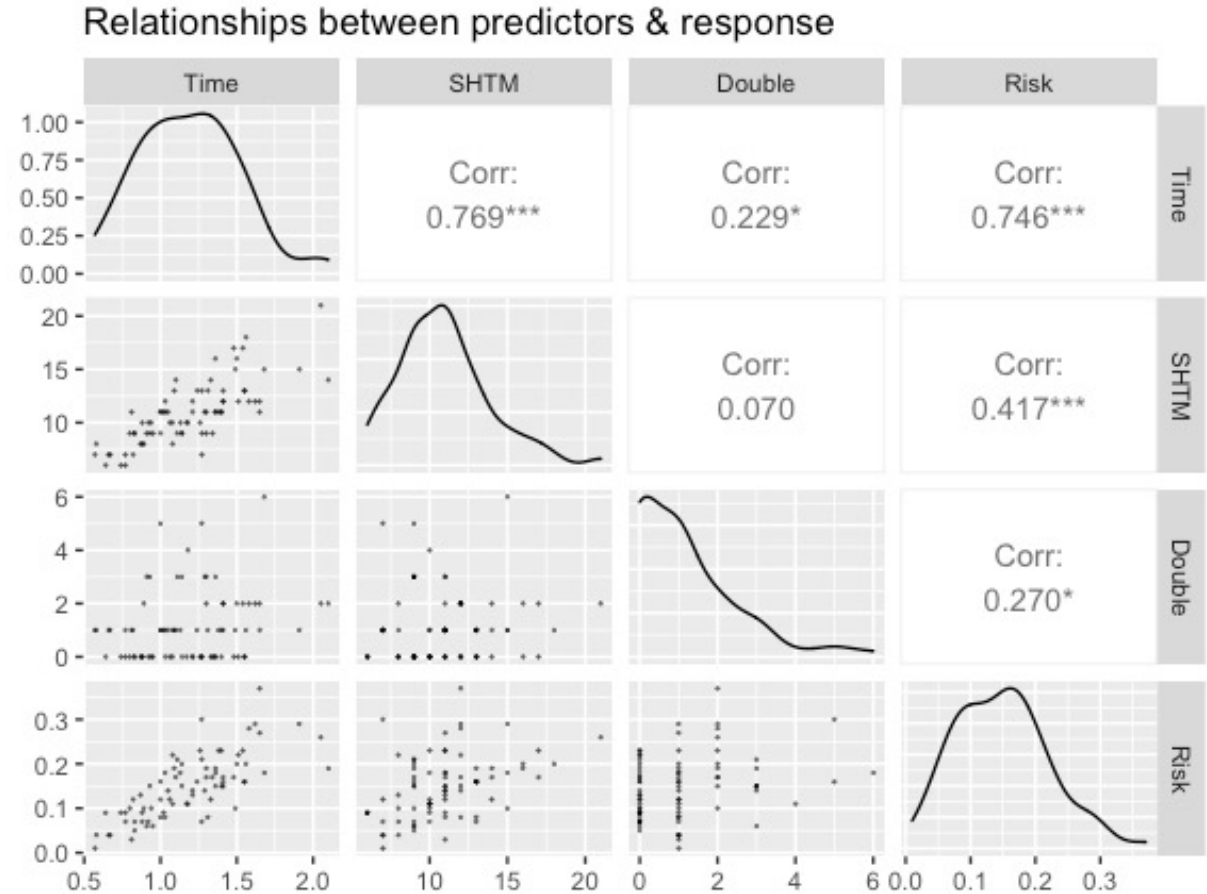 Relationships between predictors & response
Time SHTM Double Risk
1.00
0.75
0.50
0.25
0.00
Corr:
0.769***
Corr:
0.229*
Corr:
0.746***
Time
20
15
10
Corr:
0.070
Corr:
0.417***
SHTM
6
4
2
0
Corr:
0.270*
Double
0.3
0.2
0.1
0.0
Risk
0.5 1.0 1.5 2.0 10 15 20 0 2 4 6 0.0 0.1 0.2 0.3